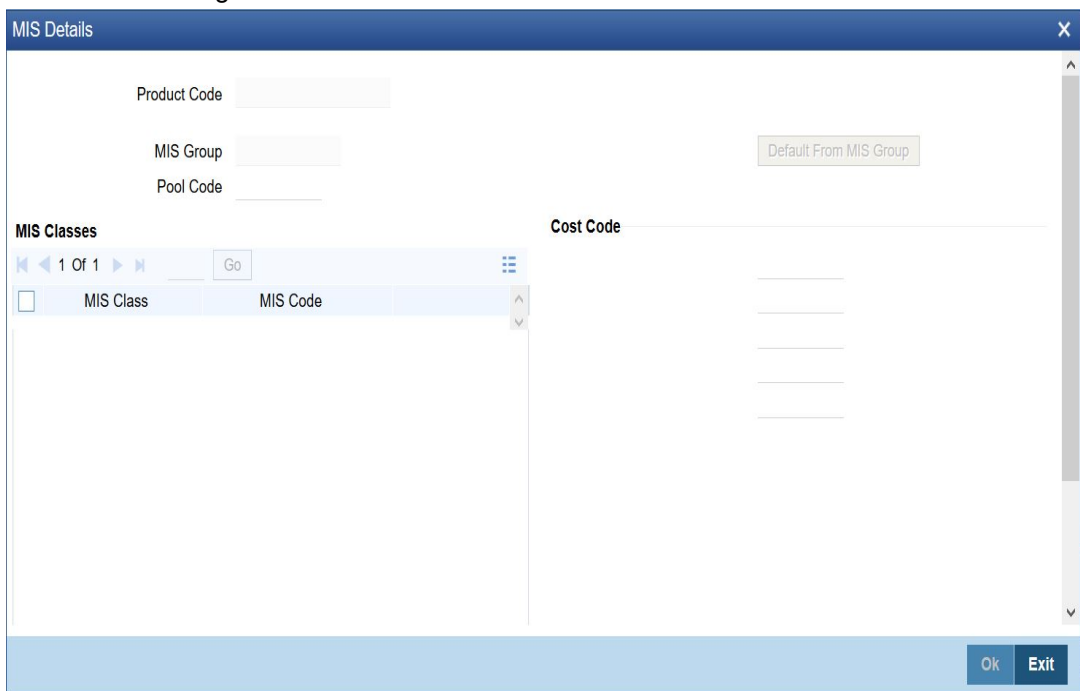 MIS Details
Product Code
MIS Group
Default From MIS Group
Pool Code
MIS Classes
Cost Code
1 Of 1
Go
MIS Class MIS Code
Ok Exit